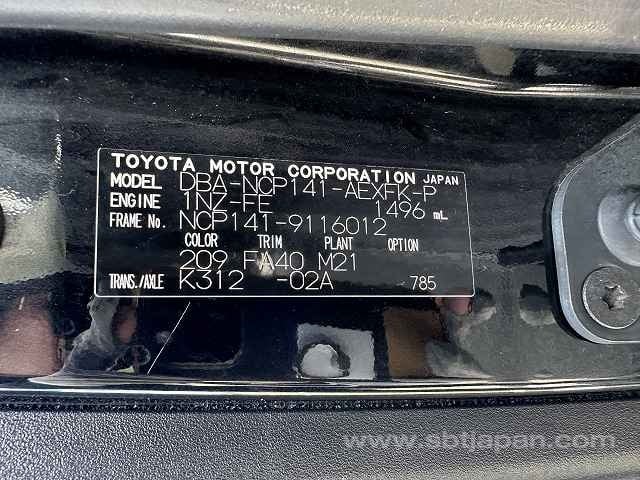 TOYOTA MOTOR CORPORATION JAPAN
MODEL DBA-NCP141-AEXFK-P
ENGINE 1NZ-FE 1496 mL
FRAME No. NCP141-9116012
COLOR TRIM PLANT OPTION
209 FA40 M21
TRANS./AXLE K312 -02A 785
www.sbtjapan.com